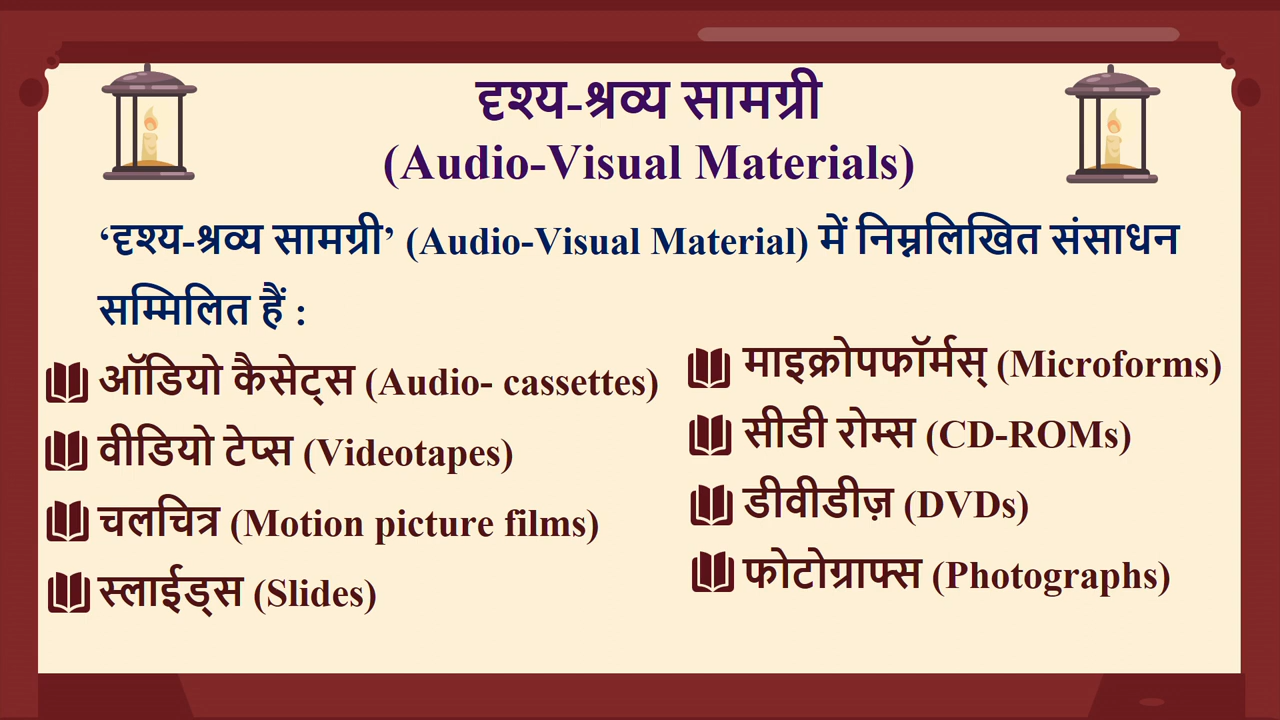 दृश्य-श्रव्य सामग्री
(Audio-Visual Materials)
‘दृश्य-श्रव्य सामग्री’ (Audio-Visual Material) में निम्नलिखित संसाधन
सम्मिलित हैं :
ऑडियो कैसेट्स (Audio- cassettes)
वीडियो टेप्स (Videotapes)
चलचित्र (Motion picture films)
स्लाईड्स (Slides)
माइक्रोपफॉर्मस् (Microforms)
सीडी रोम्स (CD-ROMs)
डीवीडीज़ (DVDs)
फोटोग्राफ्स (Photographs)